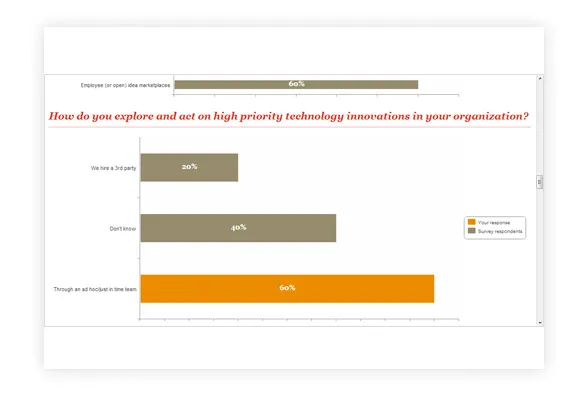 Employee (or open) idea marketplaces
60%
How do you explore and act on high priority technology innovations in your organization?
We hire a 3rd party
20%
Don't know
40%
Your response
Survey respondents
Through an ad hoc/just in time team
60%